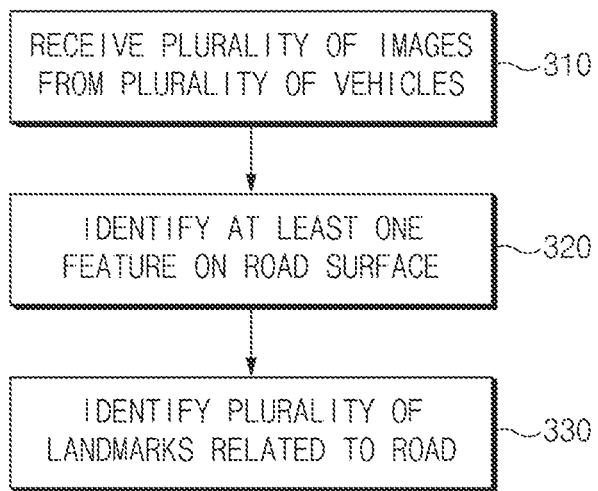 RECEIVE PLURALITY OF IMAGES
FROM PLURALITY OF VEHICLES
310
IDENTIFY AT LEAST ONE
FEATURE ON ROAD SURFACE
320
IDENTIFY PLURALITY OF
LANDMARKS RELATED TO ROAD
330